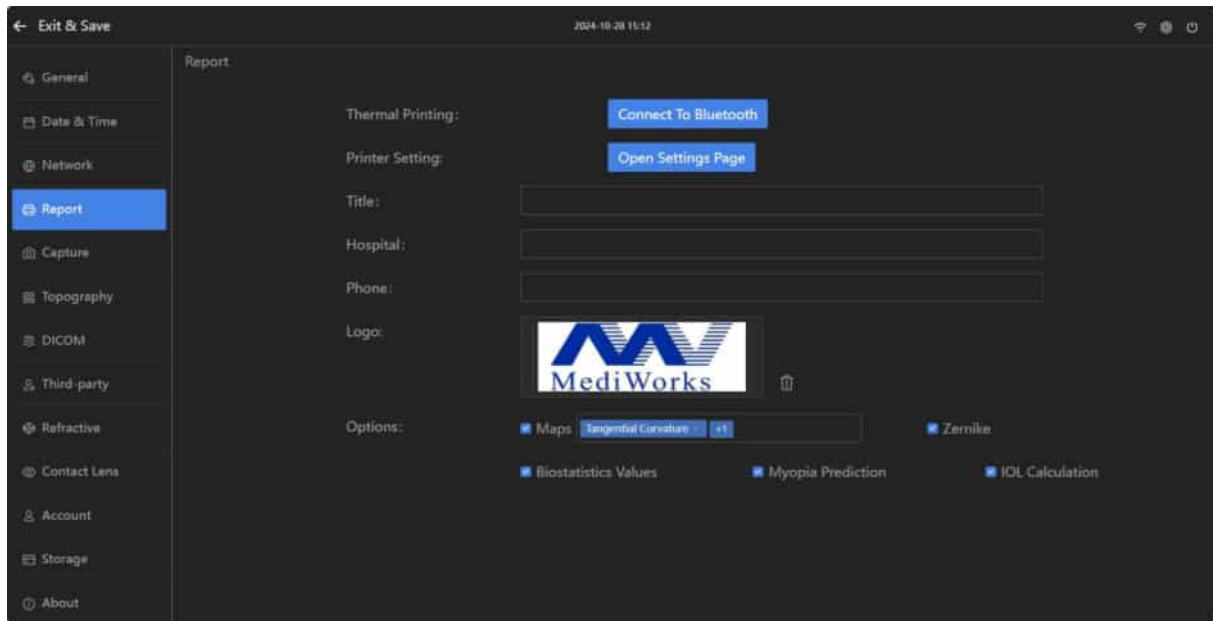 ← Exit & Save
2024-10-28 15:12
General
Date & Time
Network
Report
Capture
Topography
DICOM
Third-party
Refractive
Contact Lens
Account
Storage
About
Report
Thermal Printing:
Connect To Bluetooth
Printer Setting:
Open Settings Page
Title:
Hospital:
Phone:
Logo:
MediWorks
Options:
Maps
Tangential Curvature
+1
Zernike
Biostatistics Values
Myopia Prediction
IOL Calculation